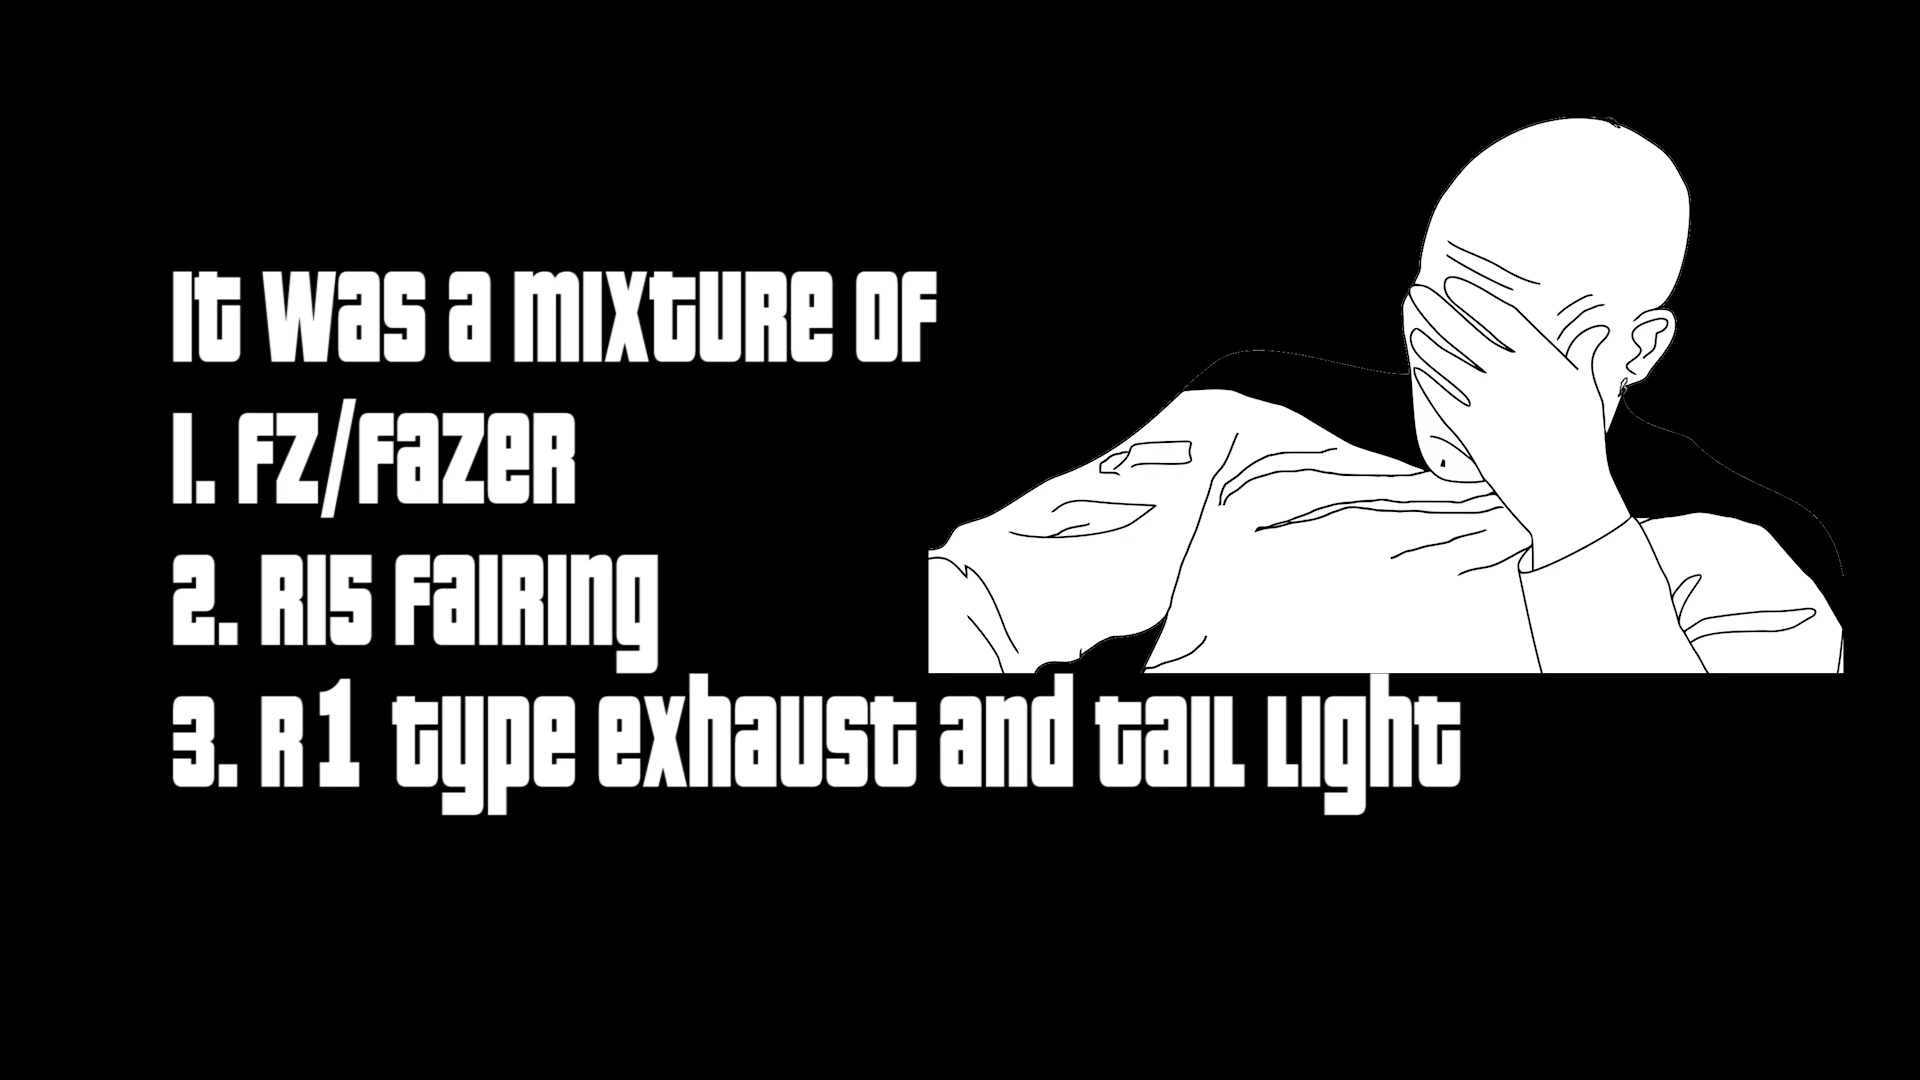 It was a mixture of
1. FZ/Fazer
2. R15 fairing
3. R1 type exhaust and tail light